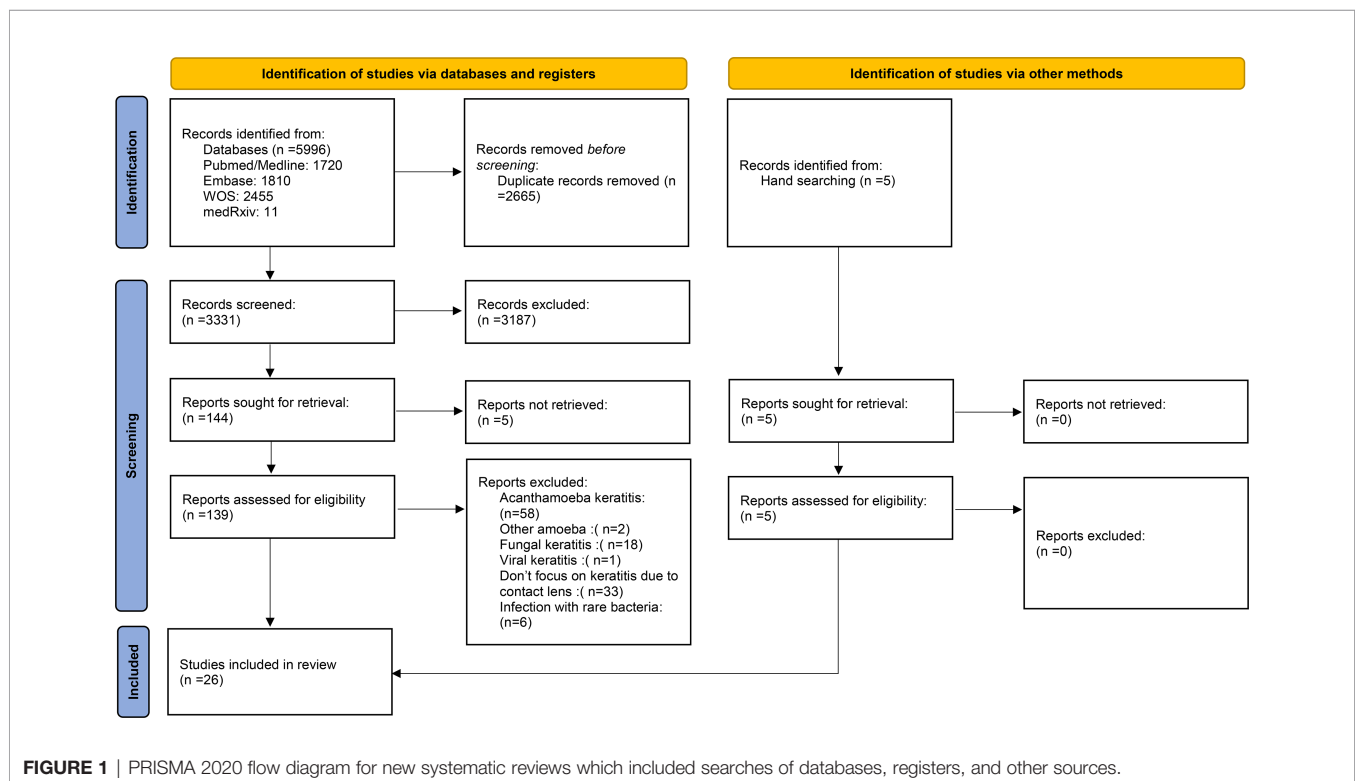 Identification of studies via databases and registers
Identification of studies via other methods
Identification
Records identified from:
Databases (n =5996)
Pubmed/Medline: 1720
Embase: 1810
WOS: 2455
medRxiv: 11
Records removed before
screening:
Duplicate records removed (n
=2665)
Records identified from:
Hand searching (n =5)
Screening
Records screened:
(n =3331)
Records excluded:
(n =3187)
Reports sought for retrieval:
(n =144)
Reports not retrieved:
(n =5)
Reports sought for retrieval:
(n =5)
Reports not retrieved:
(n =0)
Reports assessed for eligibility
(n =139)
Reports excluded:
Acanthamoeba keratitis:
(n=58)
Other amoeba :( n=2)
Fungal keratitis :( n=18)
Viral keratitis :( n=1)
Don't focus on keratitis due to
contact lens :( n=33)
Infection with rare bacteria:
(n=6)
Reports assessed for eligibility:
(n =5)
Reports excluded:
(n =0)
Included
Studies included in review
(n =26)
FIGURE 1 | PRISMA 2020 flow diagram for new systematic reviews which included searches of databases, registers, and other sources.